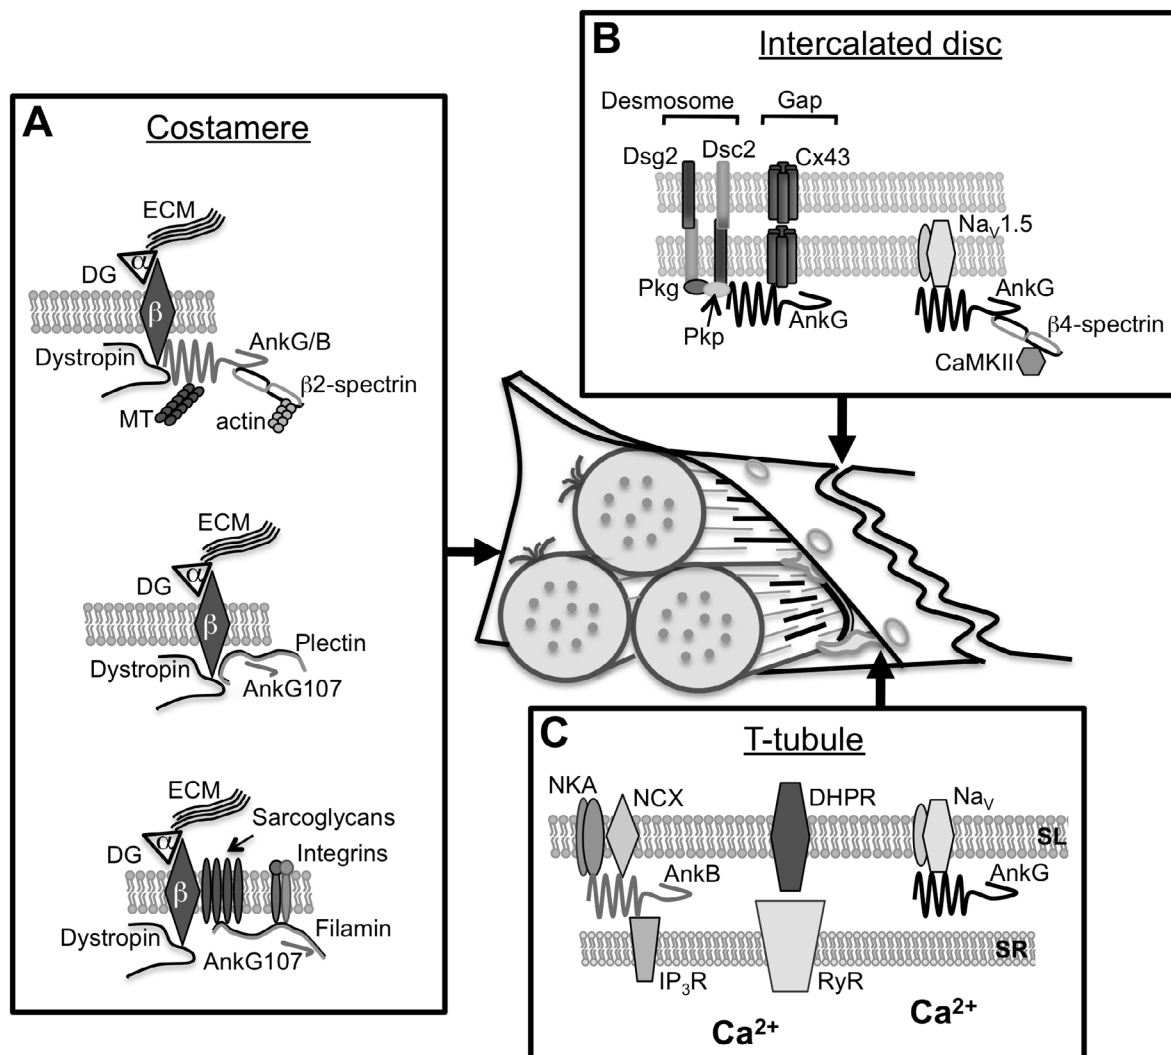 A
Costamere
ECM
α
DG
β
Dystropin
AnkG/B
β2-spectrin
MT
actin
ECM
α
DG
β
Plectin
Dystropin
AnkG107
ECM
Sarcoglycans
α
DG
Integrins
β
Dystropin
Filamin
AnkG107
B
Intercalated disc
Desmosome
Gap
Dsg2
Dsc2
Cx43
NaV1.5
Pkg
Pkp
AnkG
AnkG
β4-spectrin
CaMKII
C
T-tubule
NKA
NCX
DHPR
NaV
SL
AnkB
AnkG
SR
IP3R
RyR
Ca2+
Ca2+